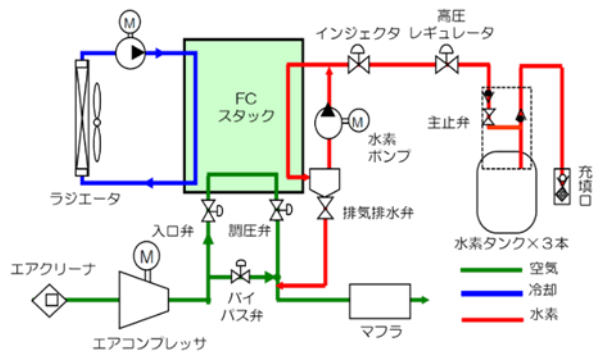 M
高圧
インジェクタ
レギュレータ
FC
スタック
主止弁
M
水素
ポンプ
充填口
ラジエータ
入口弁
調圧弁
排気排水弁
水素タンク×3本
エアクリーナ
M
空気
バイ
パス弁
冷却
水素
エアコンプレッサ
マフラ